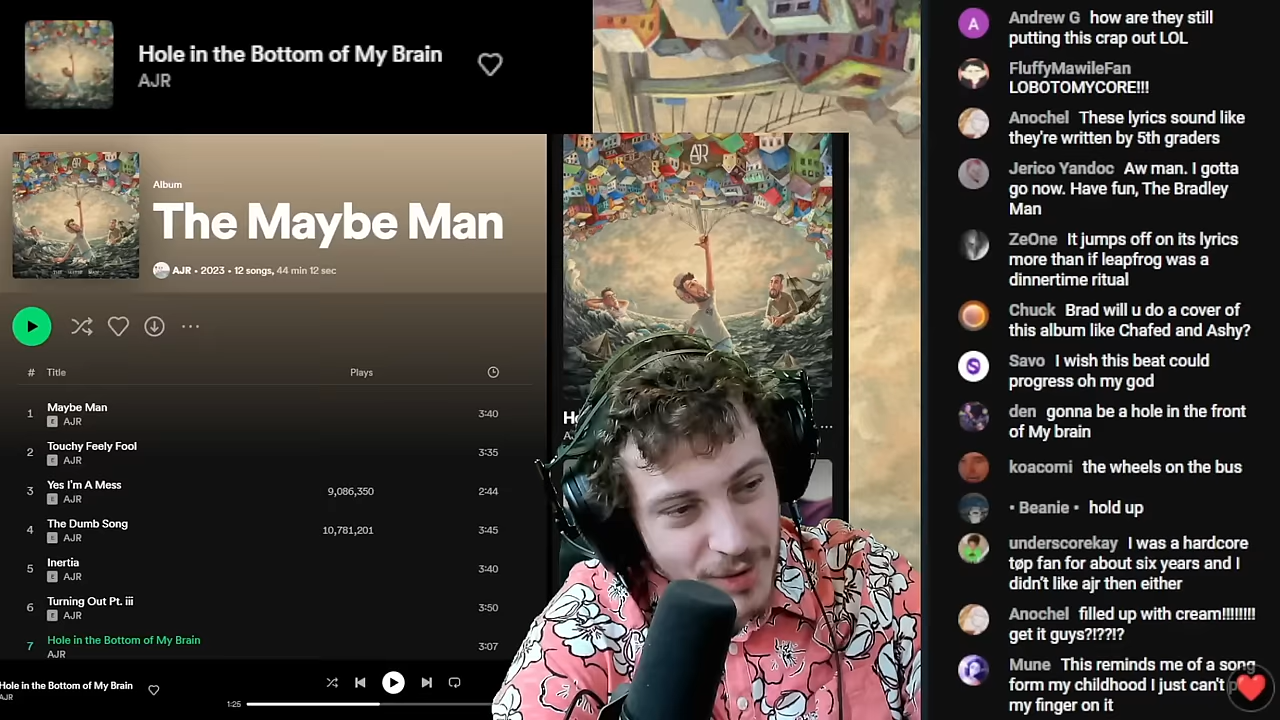 Hole in the Bottom of My Brain
AJR
Album
The Maybe Man
AJR • 2023 • 12 songs, 44 min 12 sec
# Title Plays
1 Maybe Man 3:40
E AJR
2 Touchy Feely Fool 3:35
E AJR
3 Yes I'm A Mess 9,086,350 2:44
E AJR
4 The Dumb Song 10,781,201 3:45
E AJR
5 Inertia 3:40
E AJR
6 Turning Out Pt. iii 3:50
E AJR
7 Hole in the Bottom of My Brain 3:07
AJR
Hole in the Bottom of My Brain
AJR
1:25
AJR
THE MAYBE MAN
A Andrew G how are they still
putting this crap out LOL
FluffyMawileFan
LOBOTOMYCORE!!!
Anochel These lyrics sound like
they're written by 5th graders
Jerico Yandoc Aw man. I gotta
go now. Have fun, The Bradley
Man
ZeOne It jumps off on its lyrics
more than if leapfrog was a
dinnertime ritual
Chuck Brad will u do a cover of
this album like Chafed and Ashy?
Savo I wish this beat could
progress oh my god
den gonna be a hole in the front
of My brain
koacomi the wheels on the bus
• Beanie • hold up
underscorekay I was a hardcore
tøp fan for about six years and I
didn't like ajr then either
Anochel filled up with cream!!!!!!!!
get it guys?!??!?
Mune This reminds me of a song
form my childhood I just can't
my finger on it